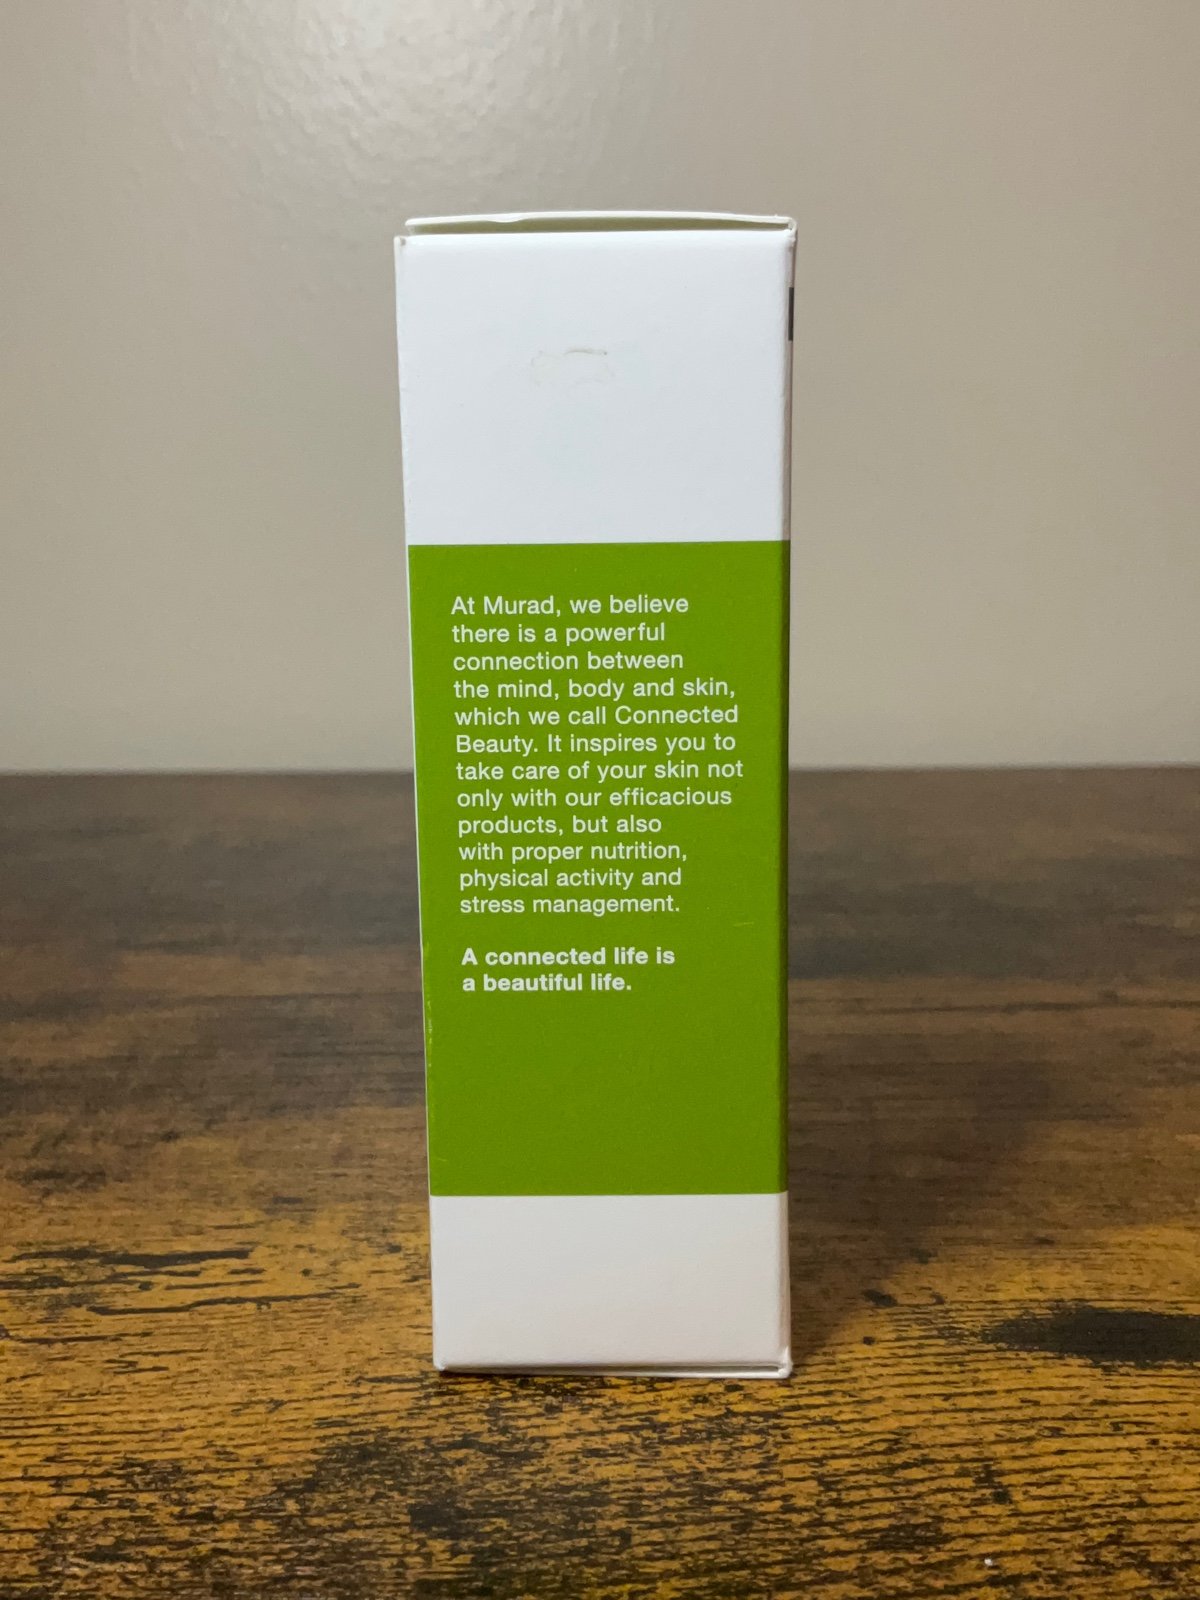 At Murad, we believe
there is a powerful
connection between
the mind, body and skin,
which we call Connected
Beauty. It inspires you to
take care of your skin not
only with our efficacious
products, but also
with proper nutrition,
physical activity and
stress management.
A connected life is
a beautiful life.